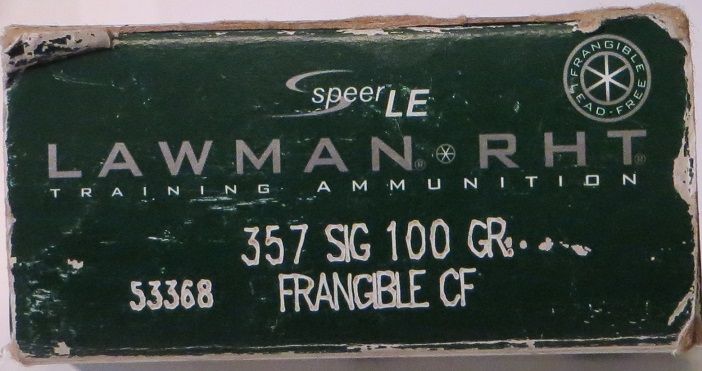 FRANGIBLE
LEAD-FREE
speer LE
LAWMAN® RHT®
TRAINING AMMUNITION
357 SIG 100 GR.
53368 FRANGIBLE CF